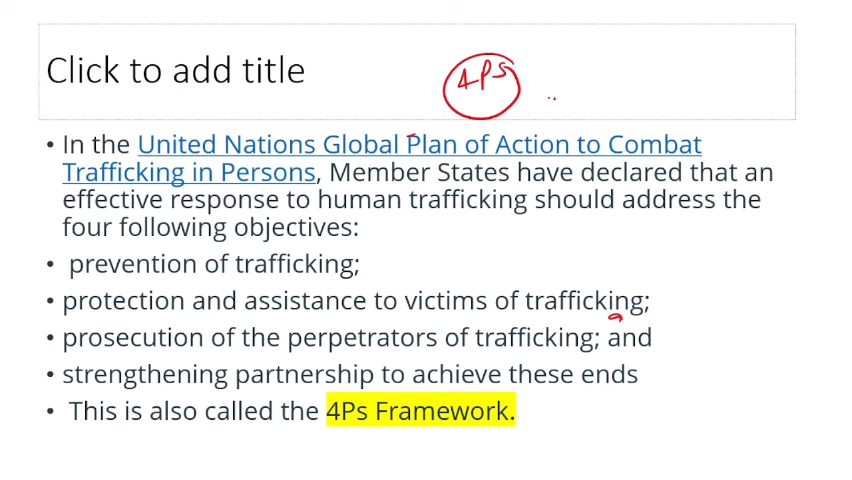 Click to add title
4Ps
• In the United Nations Global Plan of Action to Combat
Trafficking in Persons, Member States have declared that an
effective response to human trafficking should address the
four following objectives:
• prevention of trafficking;
• protection and assistance to victims of trafficking;
• prosecution of the perpetrators of trafficking; and
• strengthening partnership to achieve these ends
• This is also called the 4Ps Framework.